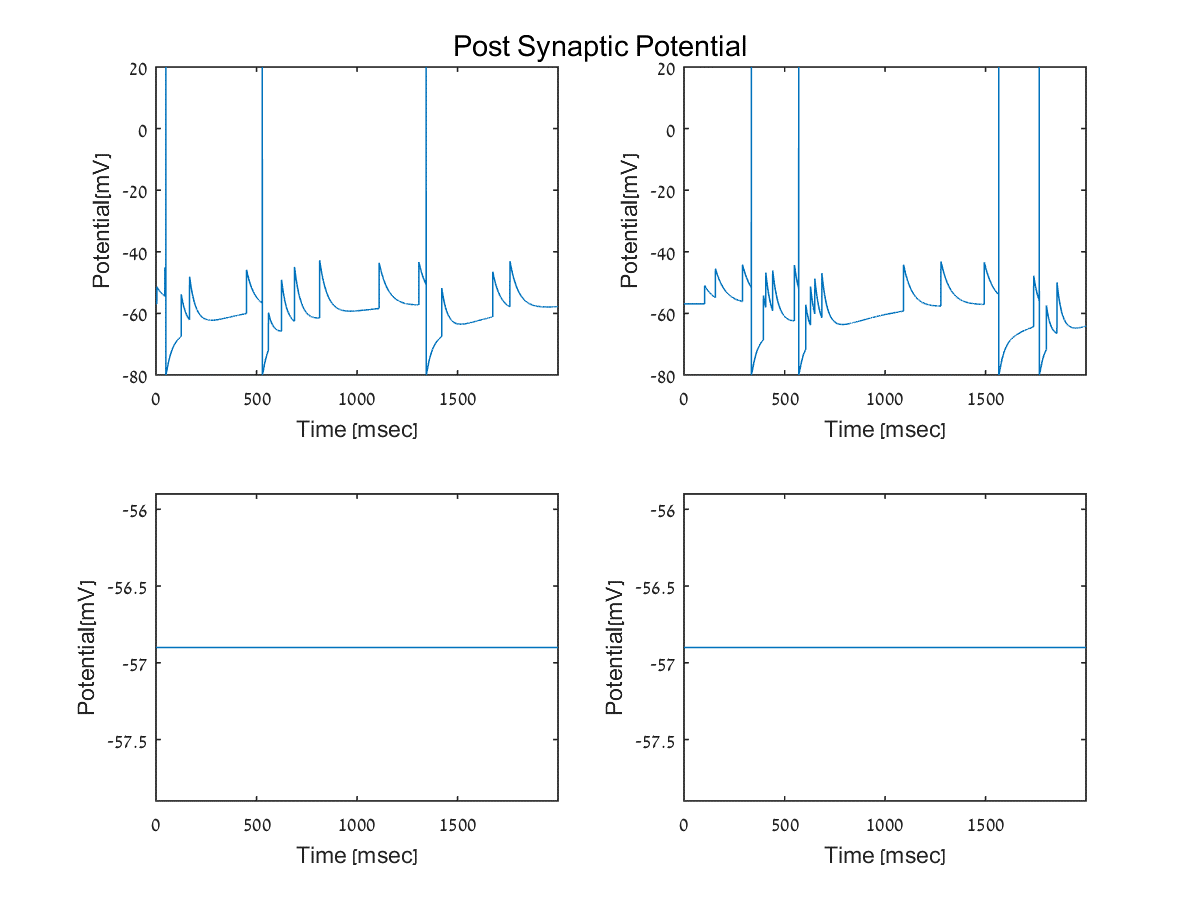 Post Synaptic Potential
20
0
-20
-40
-60
-80
Potential[mV]
0 500 1000 1500
Time [msec]
20
0
-20
-40
-60
-80
Potential[mV]
0 500 1000 1500
Time [msec]
-56
-56.5
-57
-57.5
Potential[mV]
0 500 1000 1500
Time [msec]
-56
-56.5
-57
-57.5
Potential[mV]
0 500 1000 1500
Time [msec]